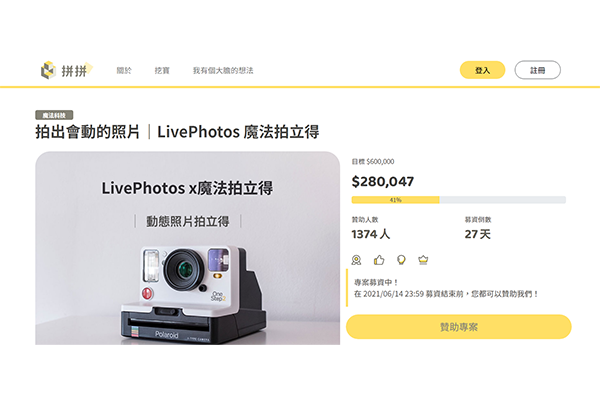 拼拼
關於
挖寶
我有個大膽的想法
登入
註冊
魔法科技
拍出會動的照片｜LivePhotos 魔法拍立得
LivePhotos x魔法拍立得
｜ 動態照片拍立得 ｜
OneStep2
Polaroid
目標 $600,000
$280,047
41%
贊助人數
募資倒數
1374 人
27 天
專案募資中！
在 2021/06/14 23:59 募資結束前，您都可以贊助我們！
贊助專案